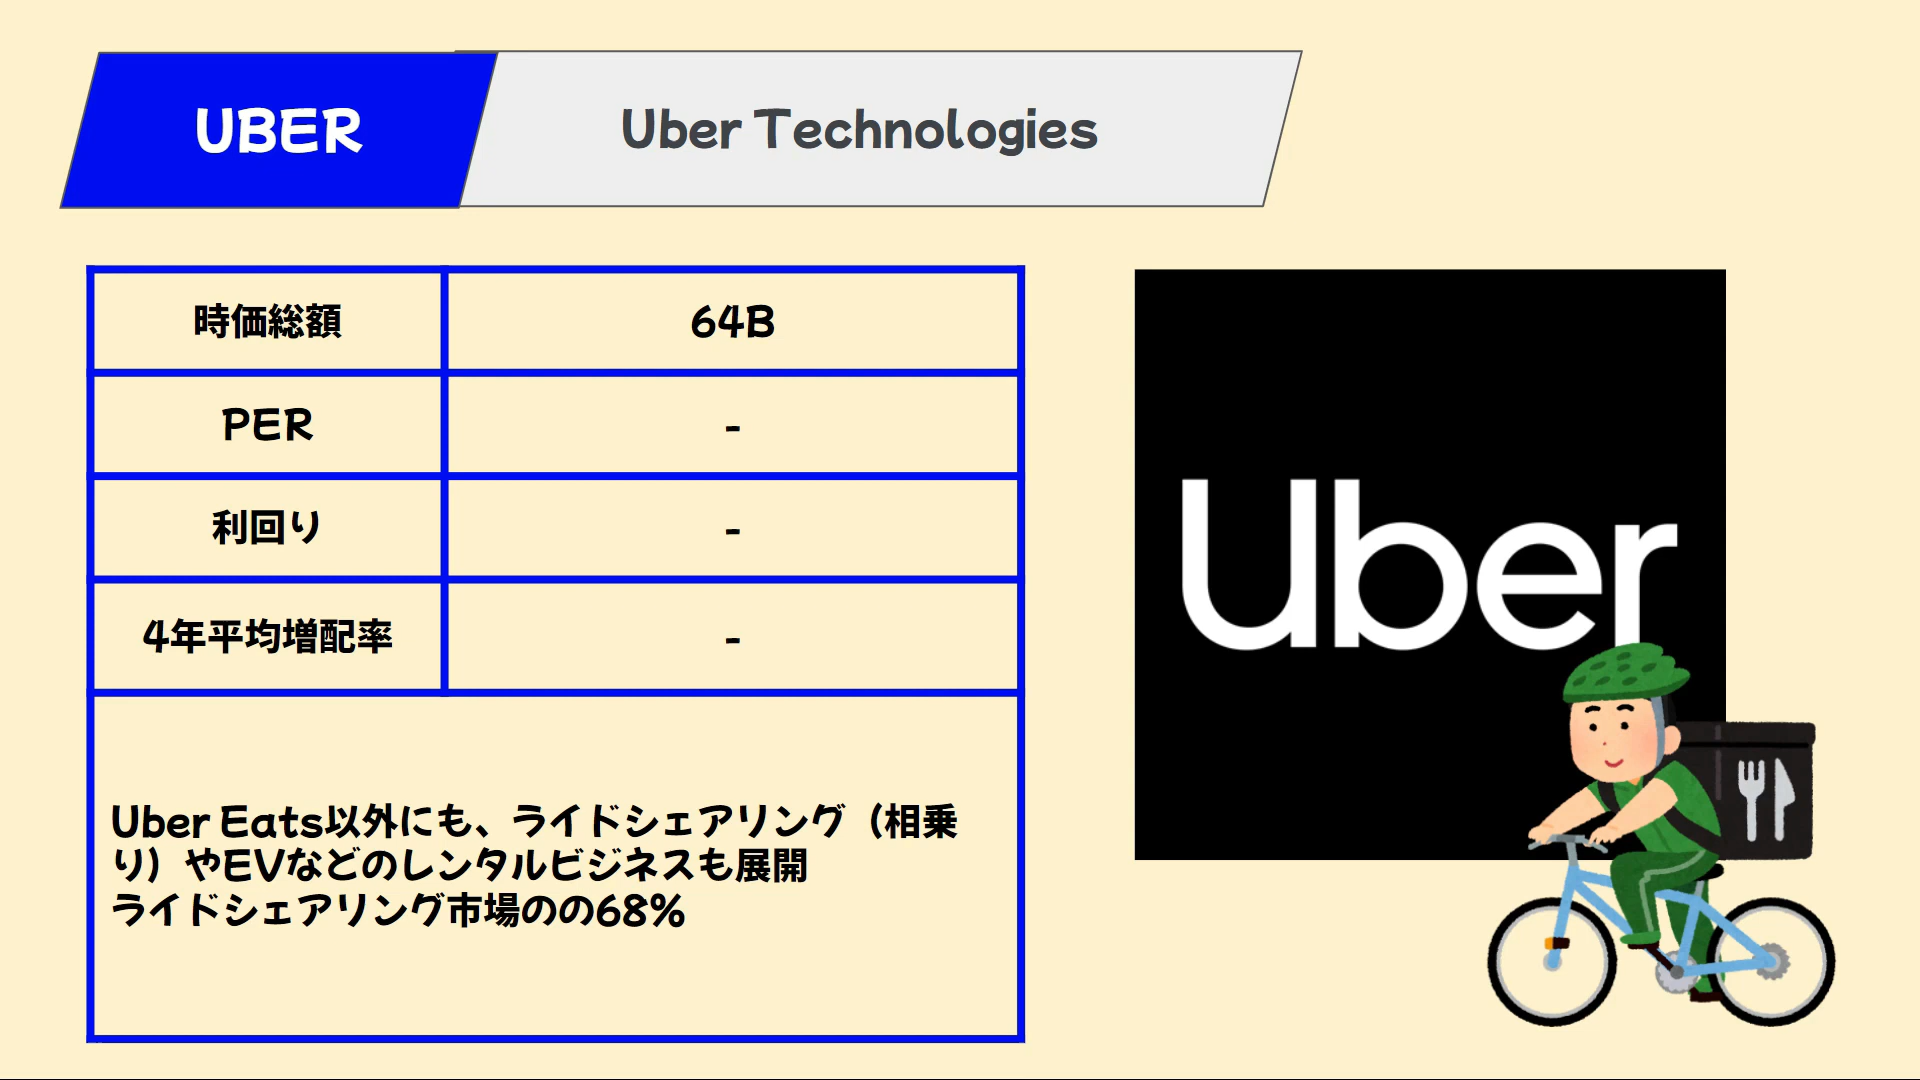 UBER
Uber Technologies
時価総額
64B
PER
-
利回り
-
4年平均増配率
-
Uber Eats以外にも、ライドシェアリング（相乗
り）やEVなどのレンタルビジネスも展開
ライドシェアリング市場のの68%
Uber